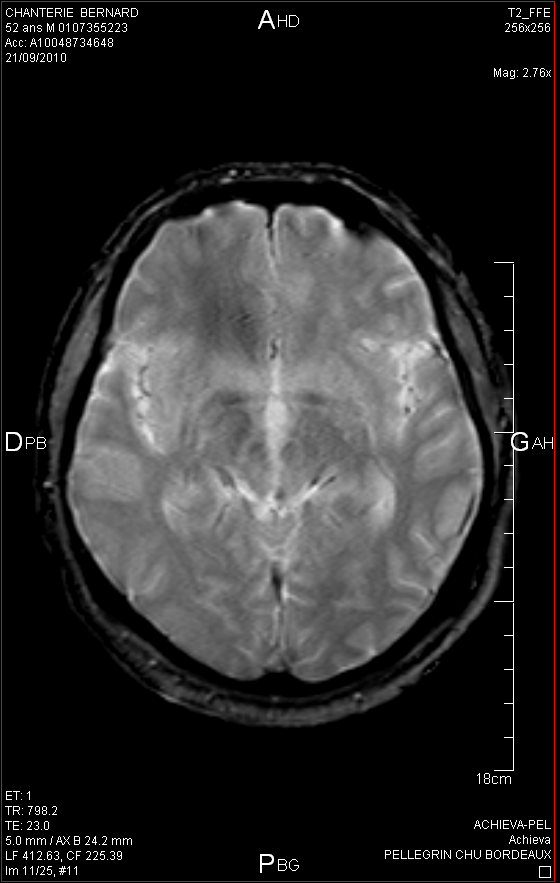 CHANTERIE BERNARD
52 ans M 0107355223
Acc: A10048734648
21/09/2010
AHD
T2_FFE
256x256
Mag: 2.76x
DPB
GAH
18cm
ET: 1
TR: 798.2
TE: 23.0
5.0 mm / AX B 24.2 mm
LF 412.63, CF 225.39
Im 11/25, #11
PBG
ACHIEVA-PEL
Achieva
PELLEGRIN CHU BORDEAUX